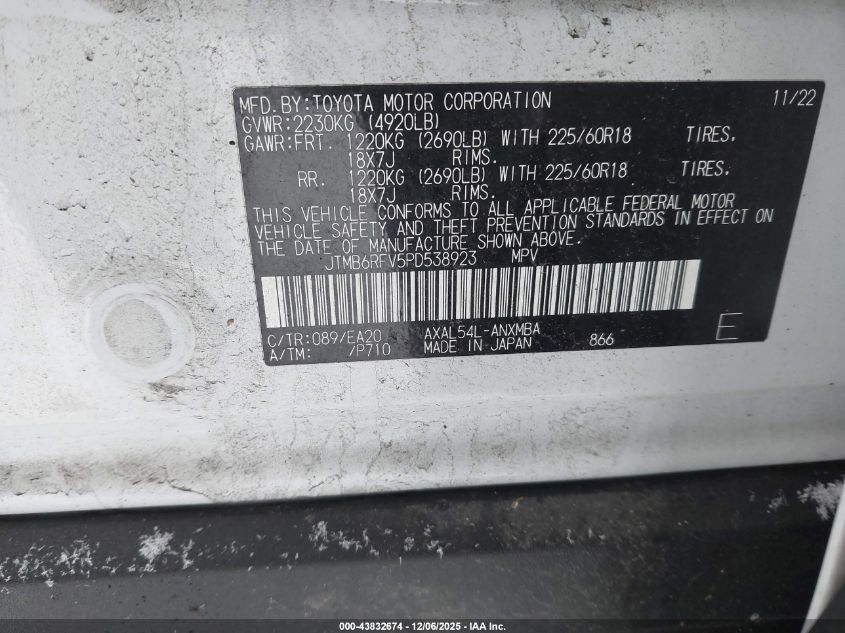 MFD. BY:TOYOTA MOTOR CORPORATION 11/22
GVWR:2230KG (4920LB)
GAWR:FRT. 1220KG (2690LB) WITH 225/60R18 TIRES.
18X7J RIMS.
RR. 1220KG (2690LB) WITH 225/60R18 TIRES.
18X7J RIMS.
THIS VEHICLE CONFORMS TO ALL APPLICABLE FEDERAL MOTOR
VEHICLE SAFETY AND THEFT PREVENTION STANDARDS IN EFFECT ON
THE DATE OF MANUFACTURE SHOWN ABOVE.
JTMB6RFV5PD538923 MPV
C/TR:089/EA20 AXAL54L-ANXMBA 866 E
A/TM: /P710 MADE IN JAPAN
000-43832674 - 12/06/2025 - IAA Inc.